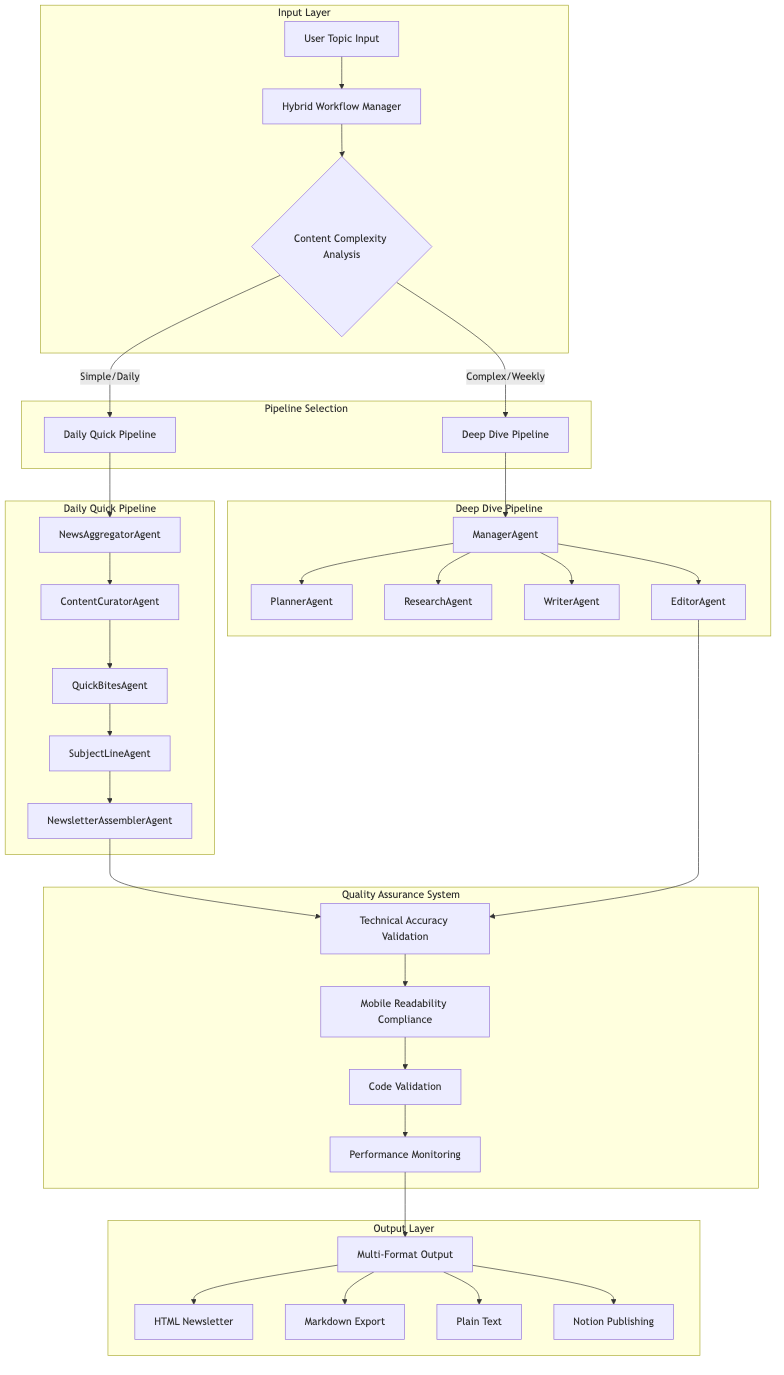 Input Layer
User Topic Input
Hybrid Workflow Manager
Content Complexity
Analysis
Simple/Daily
Complex/Weekly
Pipeline Selection
Daily Quick Pipeline
Deep Dive Pipeline
Daily Quick Pipeline
NewsAggregatorAgent
ContentCuratorAgent
QuickBitesAgent
SubjectLineAgent
NewsletterAssemblerAgent
Deep Dive Pipeline
ManagerAgent
PlannerAgent
ResearchAgent
WriterAgent
EditorAgent
Quality Assurance System
Technical Accuracy
Validation
Mobile Readability
Compliance
Code Validation
Performance Monitoring
Output Layer
Multi-Format Output
HTML Newsletter
Markdown Export
Plain Text
Notion Publishing